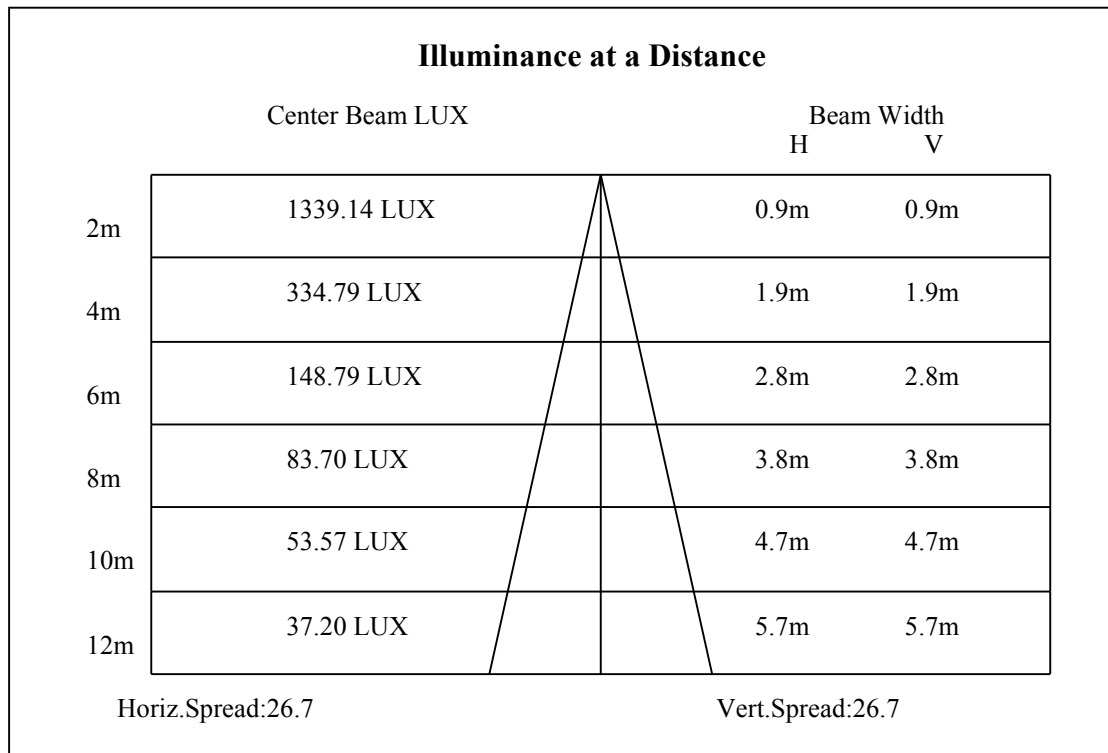 Illuminance at a Distance
Center Beam LUX Beam Width
H V
2m 1339.14 LUX 0.9m 0.9m
4m 334.79 LUX 1.9m 1.9m
6m 148.79 LUX 2.8m 2.8m
8m 83.70 LUX 3.8m 3.8m
10m 53.57 LUX 4.7m 4.7m
12m 37.20 LUX 5.7m 5.7m
Horiz.Spread:26.7 Vert.Spread:26.7